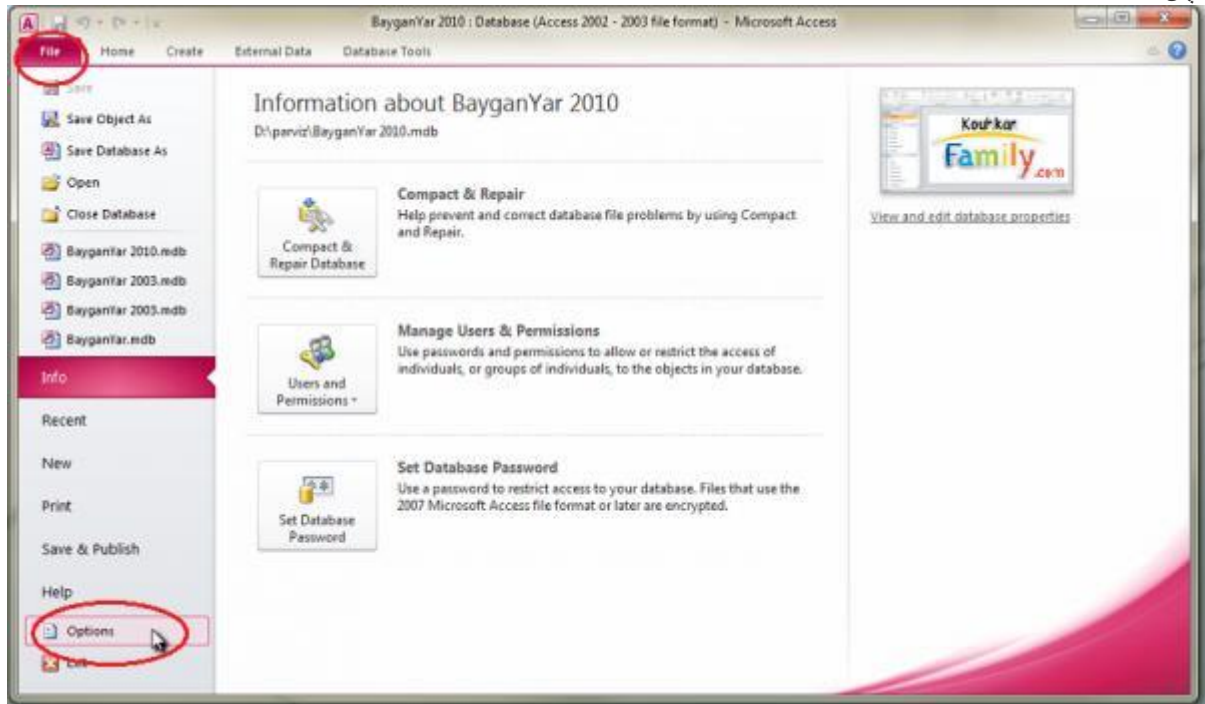 BayganYar 2010 : Database (Access 2002 - 2003 file format) - Microsoft Access
File Home Create External Data Database Tools
Save
Save Object As
Save Database As
Open
Close Database
BayganYar 2010.mdb
BayganYar 2003.mdb
BayganYar 2003.mdb
BayganYar.mdb
Info
Recent
New
Print
Save & Publish
Help
Options
Exit
Information about BayganYar 2010
D:\parviz\BayganYar 2010.mdb
Compact &
Repair Database
Compact & Repair
Help prevent and correct database file problems by using Compact
and Repair.
Users and
Permissions
Manage Users & Permissions
Use passwords and permissions to allow or restrict the access of
individuals, or groups of individuals, to the objects in your database.
Set Database
Password
Set Database Password
Use a password to restrict access to your database. Files that use the
2007 Microsoft Access file format or later are encrypted.
Kouhkar
Family.com
View and edit database properties